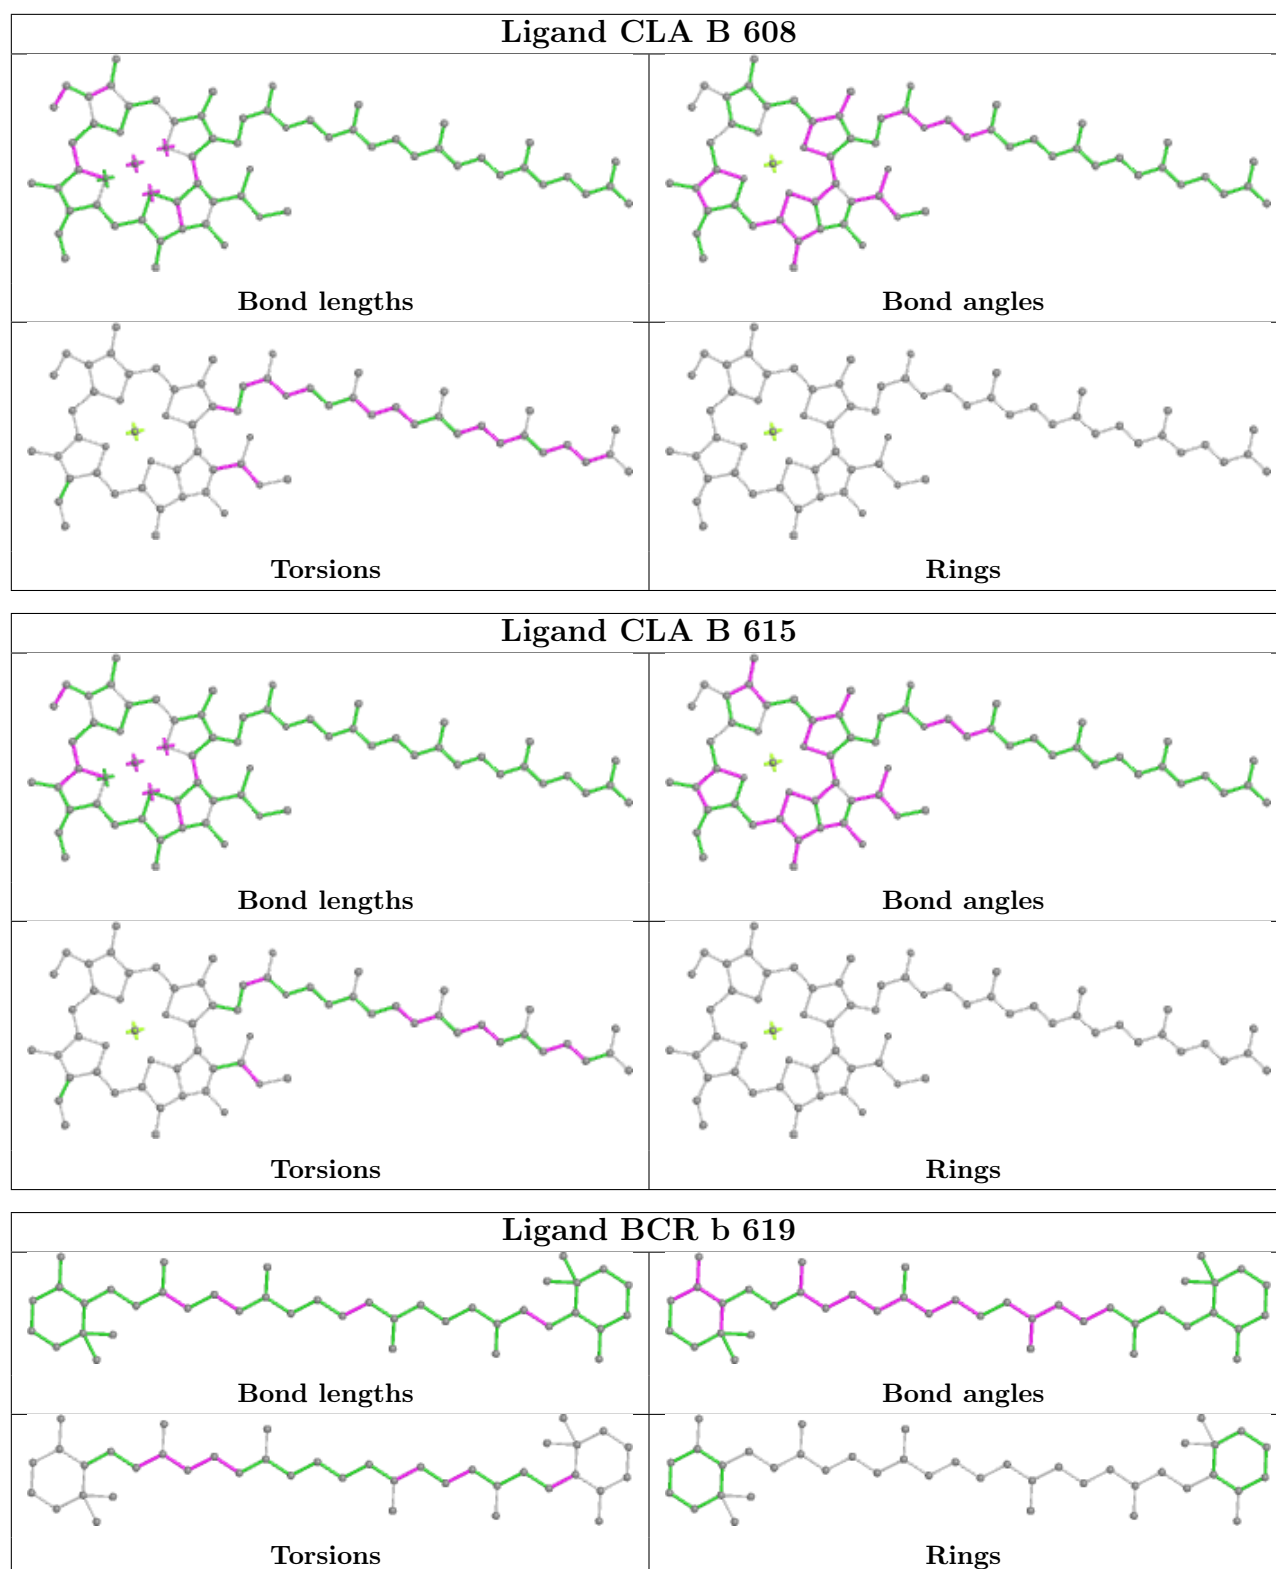 Ligand CLA B 608
Bond lengths
Bond angles
Torsions
Rings
Ligand CLA B 615
Bond lengths
Bond angles
Torsions
Rings
Ligand BCR b 619
Bond lengths
Bond angles
Torsions
Rings